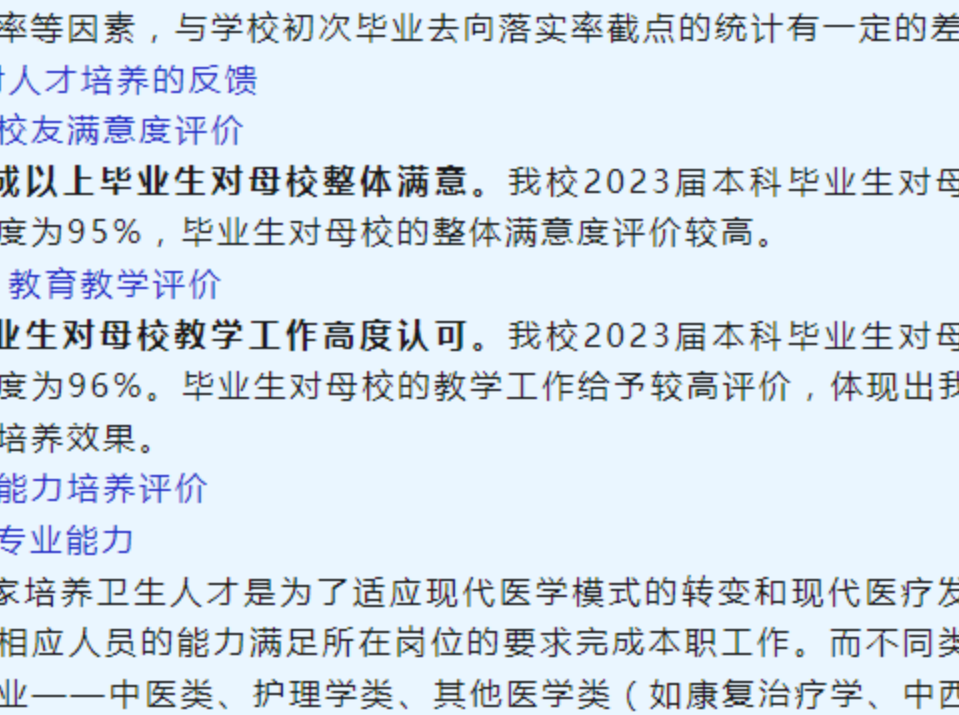 率等因素，与学校初次毕业去向落实率截点的统计有一定的差
对人才培养的反馈
校友满意度评价
成以上毕业生对母校整体满意。我校2023届本科毕业生对母
度为95%，毕业生对母校的整体满意度评价较高。
教育教学评价
业生对母校教学工作高度认可。我校2023届本科毕业生对母
度为96%。毕业生对母校的教学工作给予较高评价，体现出我
培养效果。
能力培养评价
专业能力
家培养卫生人才是为了适应现代医学模式的转变和现代医疗发
相应人员的能力满足所在岗位的要求完成本职工作。而不同类
业——中医类、护理学类、其他医学类（如康复治疗学、中西